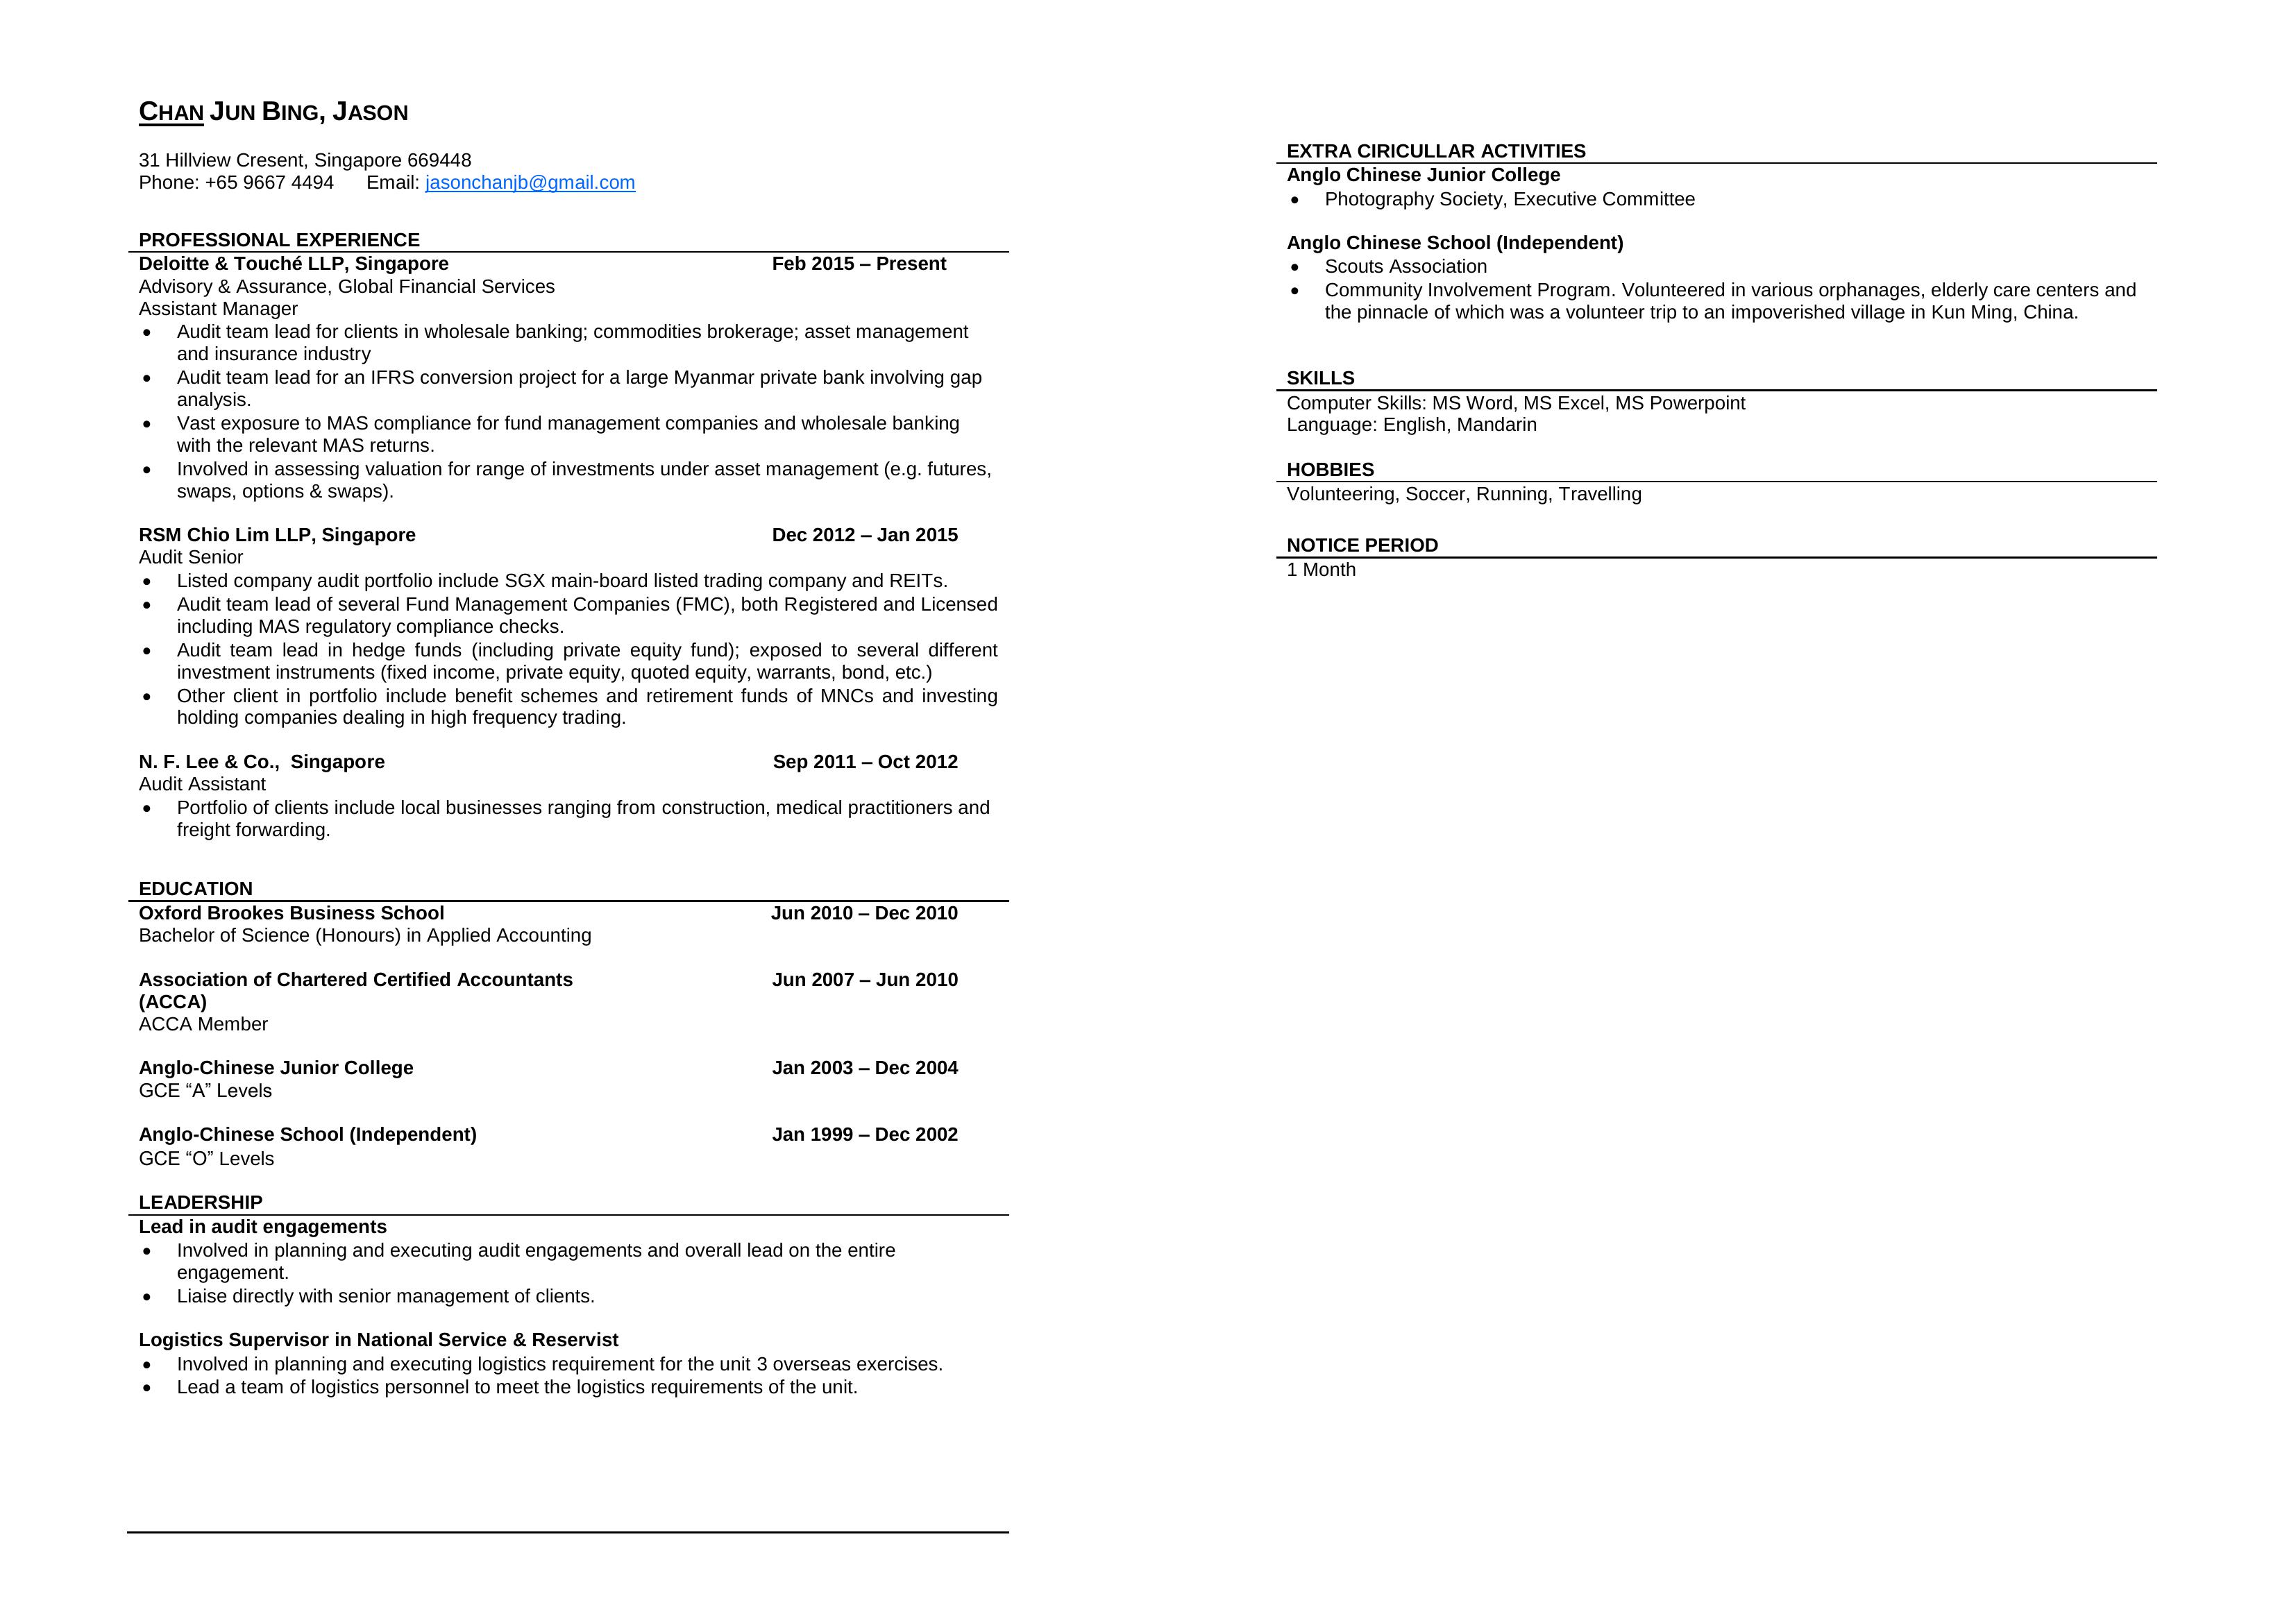 CHAN JUN BING, JASON
31 Hillview Cresent, Singapore 669448
Phone: +65 9667 4494 Email: jasonchanjb@gmail.com
PROFESSIONAL EXPERIENCE
Deloitte & Touché LLP, Singapore Feb 2015 – Present
Advisory & Assurance, Global Financial Services
Assistant Manager
• Audit team lead for clients in wholesale banking; commodities brokerage; asset management
and insurance industry
• Audit team lead for an IFRS conversion project for a large Myanmar private bank involving gap
analysis.
• Vast exposure to MAS compliance for fund management companies and wholesale banking
with the relevant MAS returns.
• Involved in assessing valuation for range of investments under asset management (e.g. futures,
swaps, options & swaps).
RSM Chio Lim LLP, Singapore Dec 2012 – Jan 2015
Audit Senior
• Listed company audit portfolio include SGX main-board listed trading company and REITs.
• Audit team lead of several Fund Management Companies (FMC), both Registered and Licensed
including MAS regulatory compliance checks.
• Audit team lead in hedge funds (including private equity fund); exposed to several different
investment instruments (fixed income, private equity, quoted equity, warrants, bond, etc.)
• Other client in portfolio include benefit schemes and retirement funds of MNCs and investing
holding companies dealing in high frequency trading.
N. F. Lee & Co., Singapore Sep 2011 – Oct 2012
Audit Assistant
• Portfolio of clients include local businesses ranging from construction, medical practitioners and
freight forwarding.
EDUCATION
Oxford Brookes Business School Jun 2010 – Dec 2010
Bachelor of Science (Honours) in Applied Accounting
Association of Chartered Certified Accountants Jun 2007 – Jun 2010
(ACCA)
ACCA Member
Anglo-Chinese Junior College Jan 2003 – Dec 2004
GCE “A” Levels
Anglo-Chinese School (Independent) Jan 1999 – Dec 2002
GCE “O” Levels
LEADERSHIP
Lead in audit engagements
• Involved in planning and executing audit engagements and overall lead on the entire
engagement.
• Liaise directly with senior management of clients.
Logistics Supervisor in National Service & Reservist
• Involved in planning and executing logistics requirement for the unit 3 overseas exercises.
• Lead a team of logistics personnel to meet the logistics requirements of the unit.
EXTRA CIRICULLAR ACTIVITIES
Anglo Chinese Junior College
• Photography Society, Executive Committee
Anglo Chinese School (Independent)
• Scouts Association
• Community Involvement Program. Volunteered in various orphanages, elderly care centers and
the pinnacle of which was a volunteer trip to an impoverished village in Kun Ming, China.
SKILLS
Computer Skills: MS Word, MS Excel, MS Powerpoint
Language: English, Mandarin
HOBBIES
Volunteering, Soccer, Running, Travelling
NOTICE PERIOD
1 Month